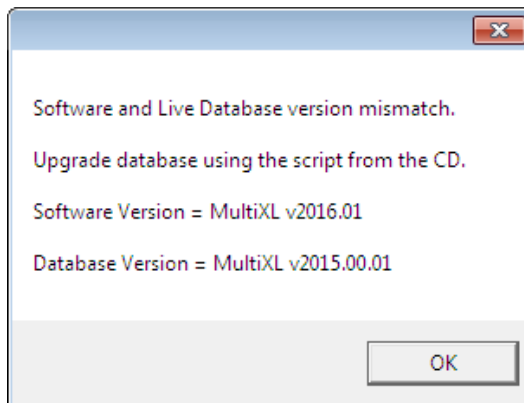 Software and Live Database version mismatch.
Upgrade database using the script from the CD.
Software Version = MultiXL v2016.01
Database Version = MultiXL v2015.00.01
OK